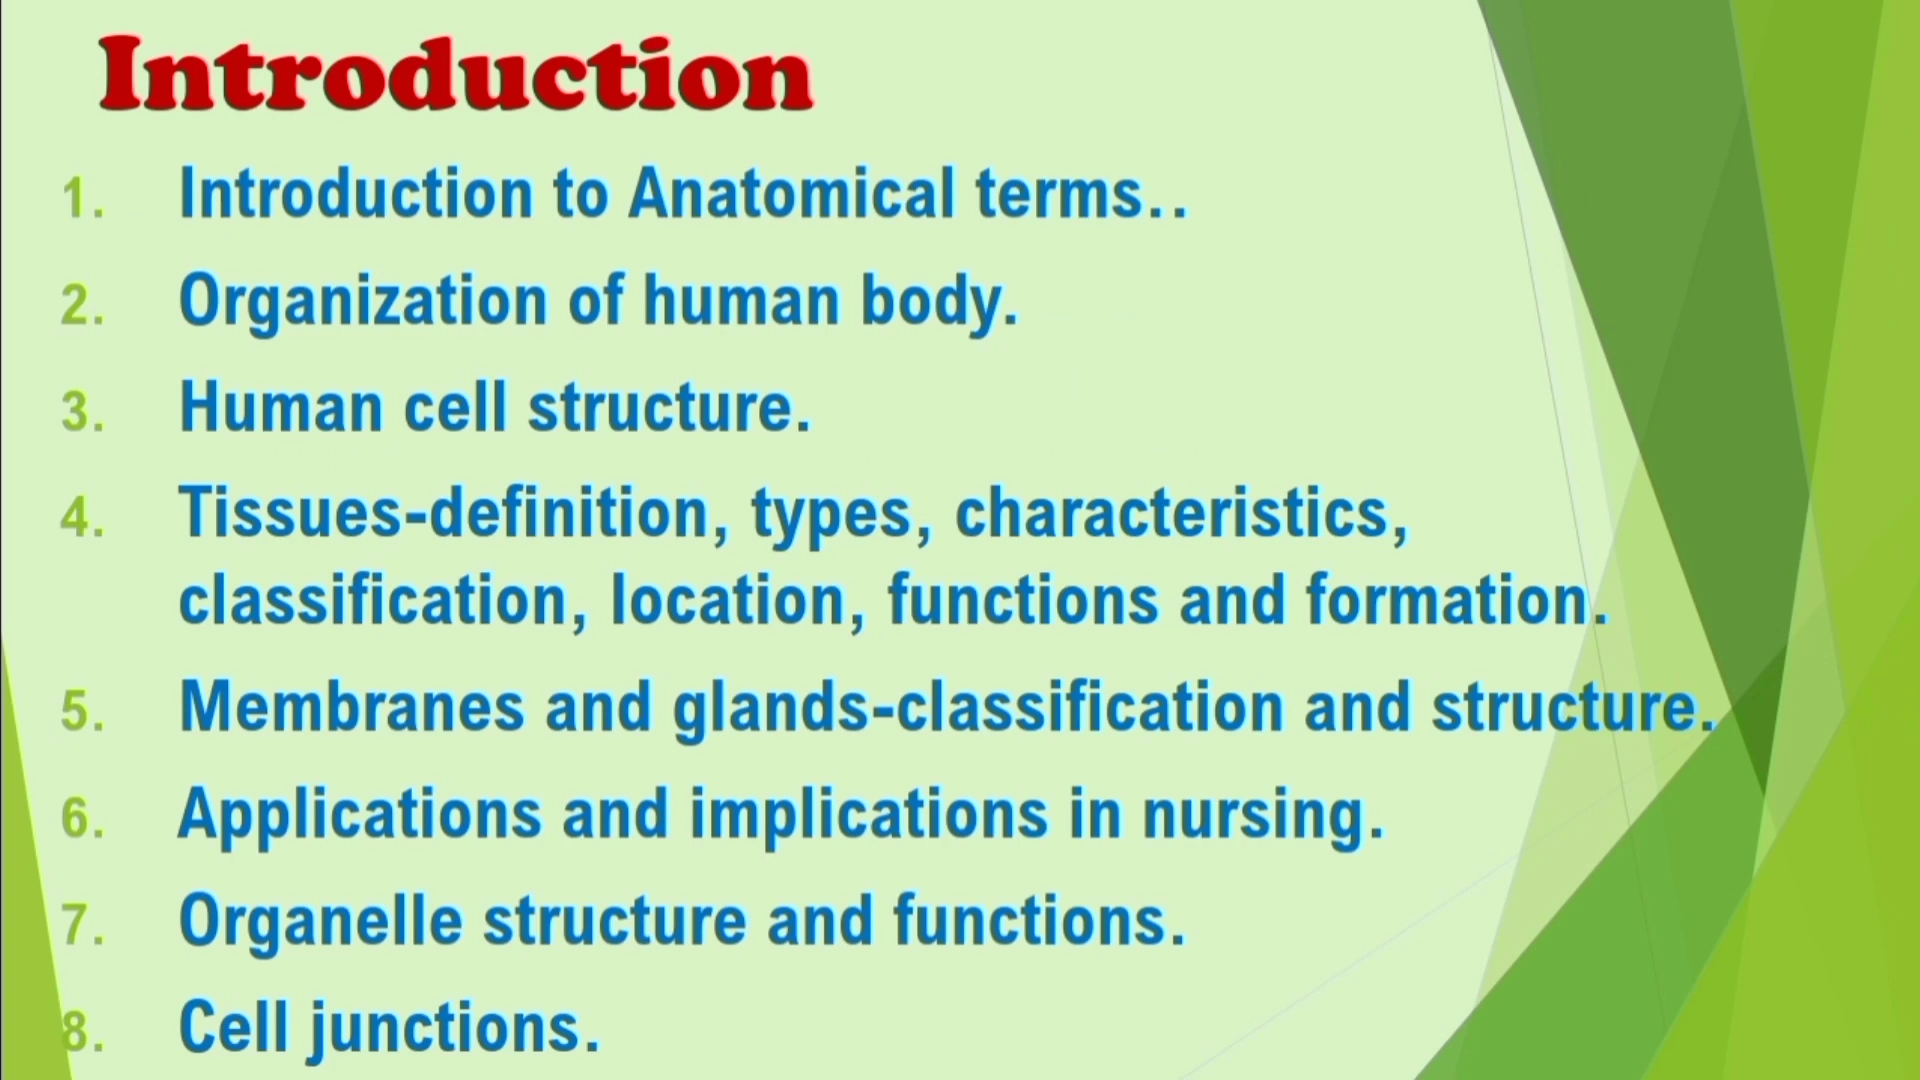 Introduction
1. Introduction to Anatomical terms..
2. Organization of human body.
3. Human cell structure.
4. Tissues-definition, types, characteristics,
classification, location, functions and formation.
5. Membranes and glands-classification and structure.
6. Applications and implications in nursing.
7. Organelle structure and functions.
8. Cell junctions.